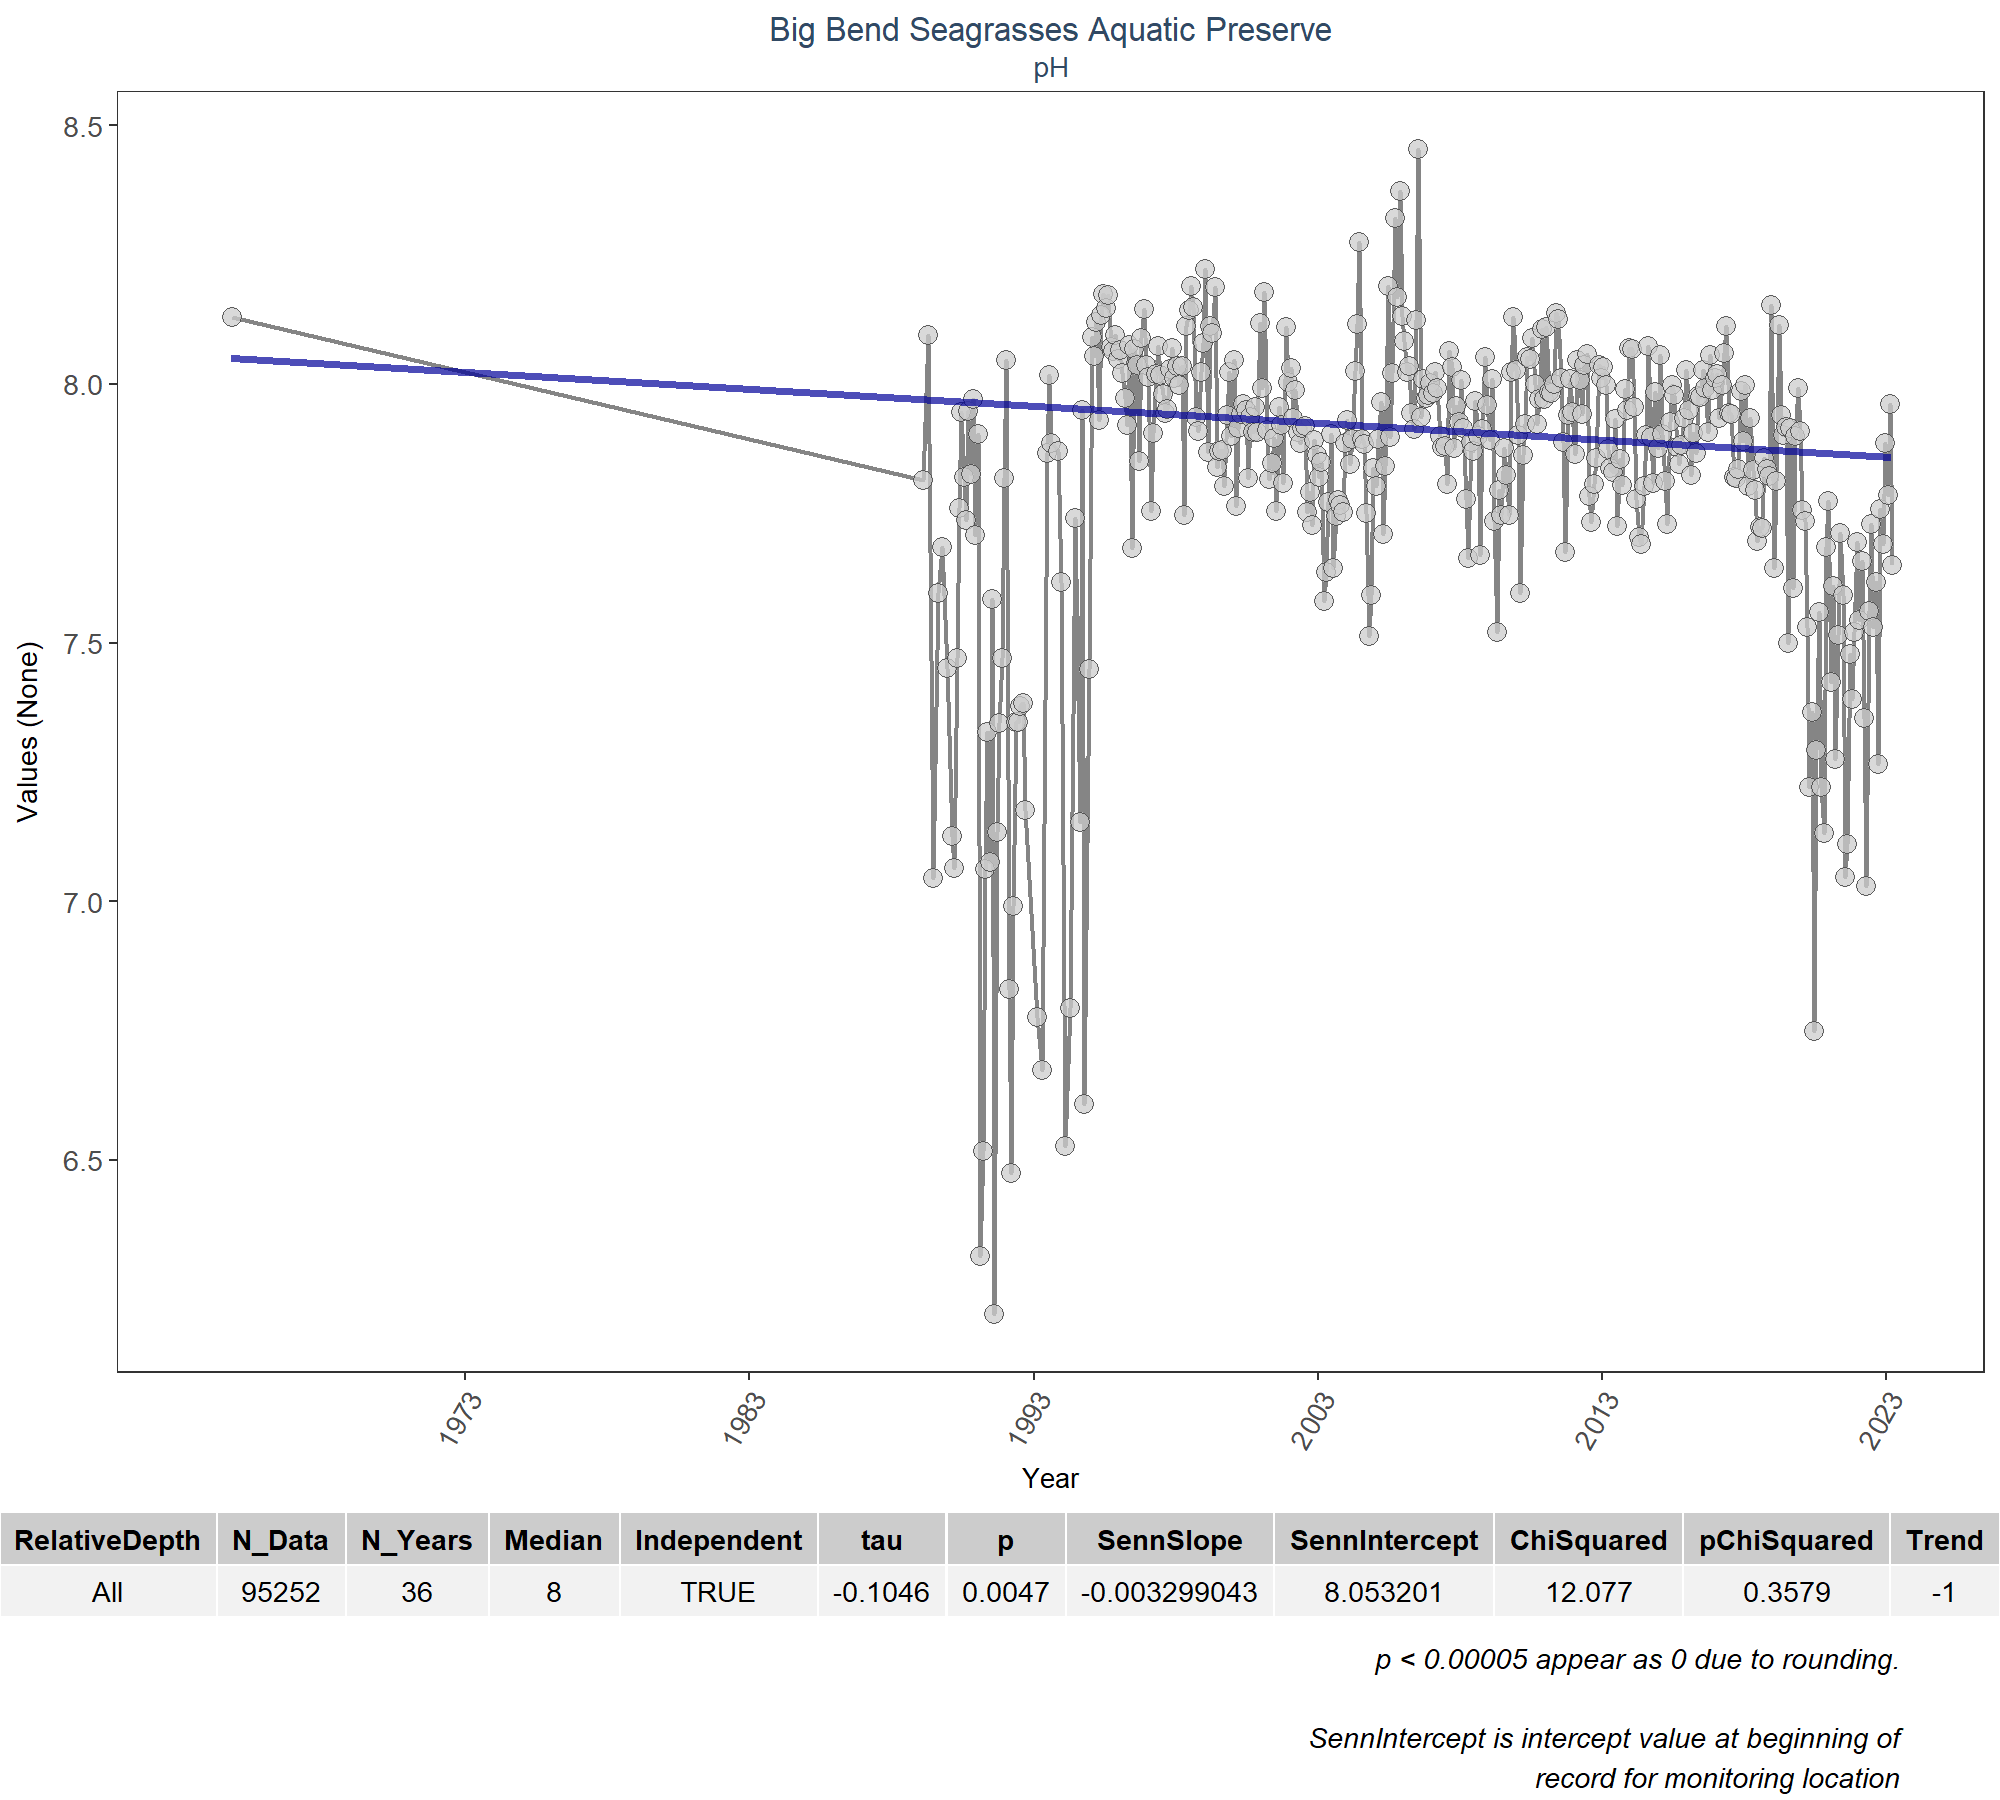 Big Bend Seagrasses Aquatic Preserve
pH
8.5
8.0
7.5
7.0
6.5
Values (None)
1973
1983
1993
2003
2013
2023
Year
RelativeDepth N_Data N_Years Median Independent tau p SennSlope SennIntercept ChiSquared pChiSquared Trend
All 95252 36 8 TRUE -0.1046 0.0047 -0.003299043 8.053201 12.077 0.3579 -1
p < 0.00005 appear as 0 due to rounding.
SennIntercept is intercept value at beginning of
record for monitoring location